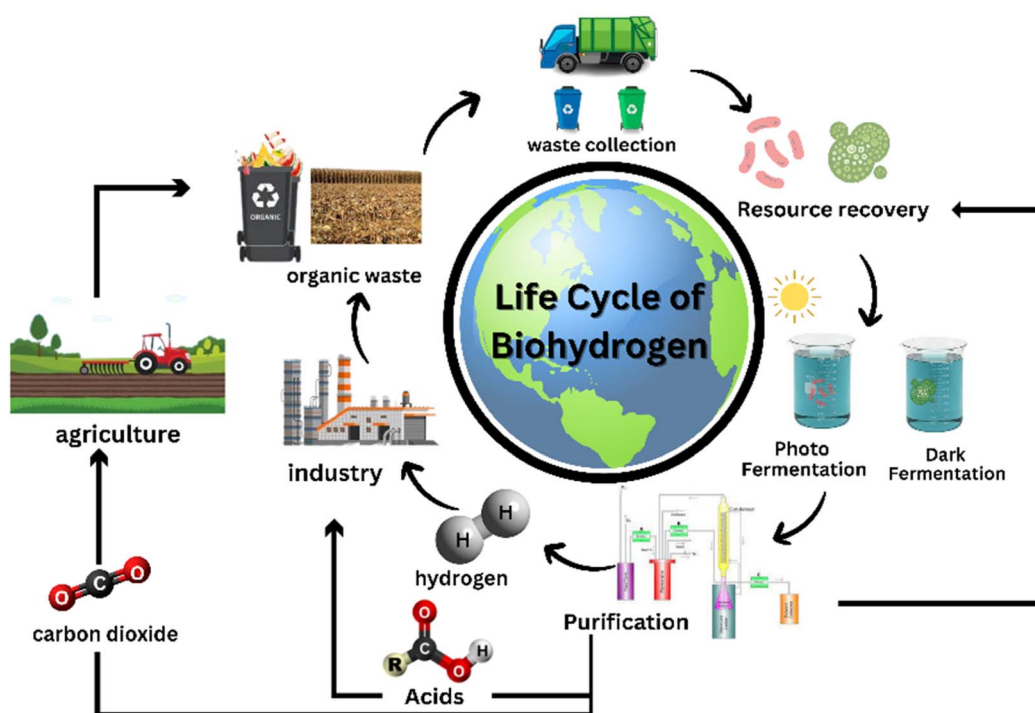 waste collection
ORGANIC
organic waste
Resource recovery
Life Cycle of
Biohydrogen
agriculture
industry
Photo
Fermentation
Dark
Fermentation
H
H
hydrogen
Purification
O
C
O
carbon dioxide
O
C
R
O
H
Acids